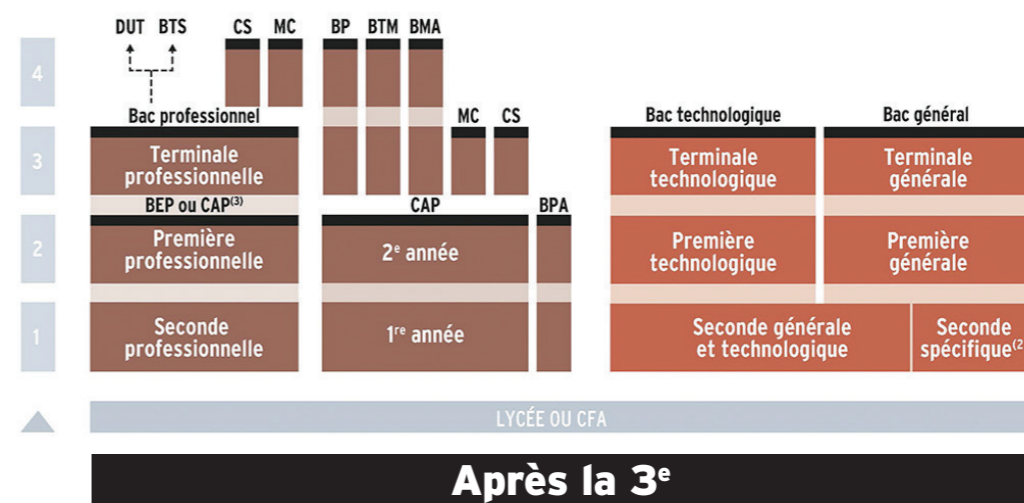 DUT BTS CS MC BP BTM BMA
4
Bac professionnel MC CS Bac technologique Bac général
3
Terminale
professionnelle
Terminale
technologique
Terminale
générale
BEP ou CAP(3) CAP BPA
2
Première
professionnelle
2e année
Première
technologique
Première
générale
1
Seconde
professionnelle
1re année
Seconde générale
et technologique
Seconde
spécifique(2
LYCÉE OU CFA
Après la 3e